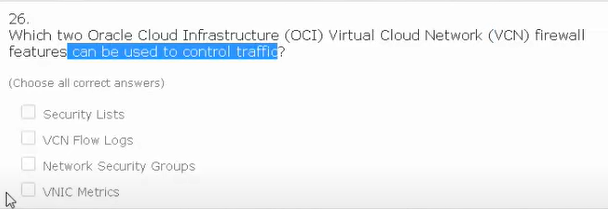 26.
Which two Oracle Cloud Infrastructure (OCI) Virtual Cloud Network (VCN) firewall
features can be used to control traffic?
(Choose all correct answers)
Security Lists
VCN Flow Logs
Network Security Groups
VNIC Metrics